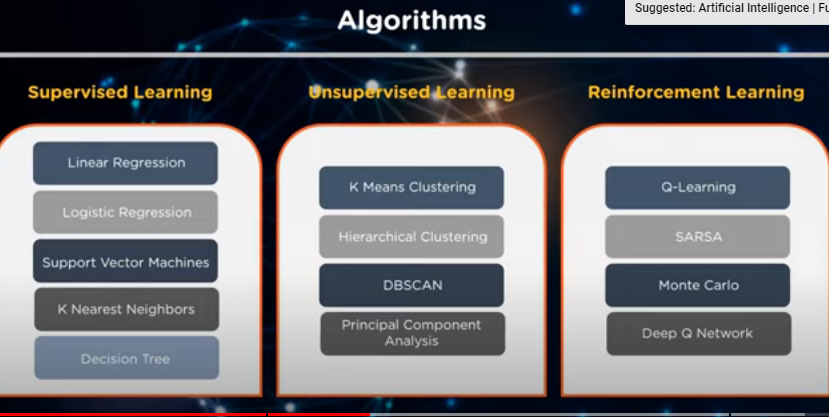 Suggested: Artificial Intelligence | Fu
Algorithms
Supervised Learning
Linear Regression
Logistic Regression
Support Vector Machines
K Nearest Neighbors
Decision Tree
Unsupervised Learning
K Means Clustering
Hierarchical Clustering
DBSCAN
Principal Component
Analysis
Reinforcement Learning
Q-Learning
SARSA
Monte Carlo
Deep Q Network